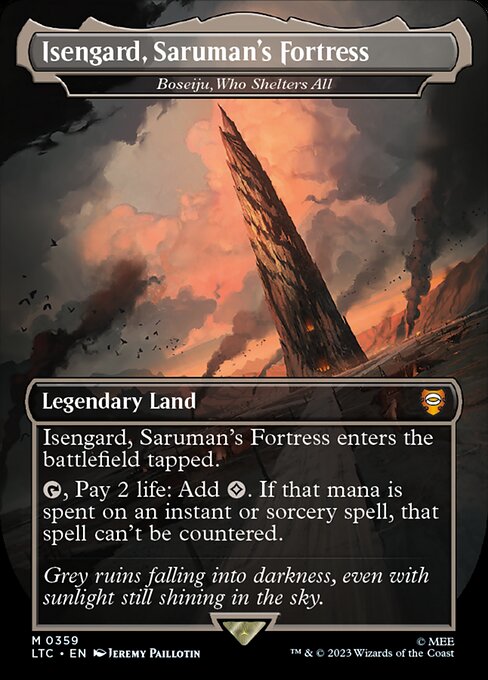 Isengard, Saruman's Fortress
Boseiju, Who Shelters All
Legendary Land
Isengard, Saruman's Fortress enters the
battlefield tapped.
, Pay 2 life: Add . If that mana is
spent on an instant or sorcery spell, that
spell can't be countered.
Grey ruins falling into darkness, even with
sunlight still shining in the sky.
M 0359
LTC • EN Jeremy Paillotin
© MEE
™ & © 2023 Wizards of the Coast